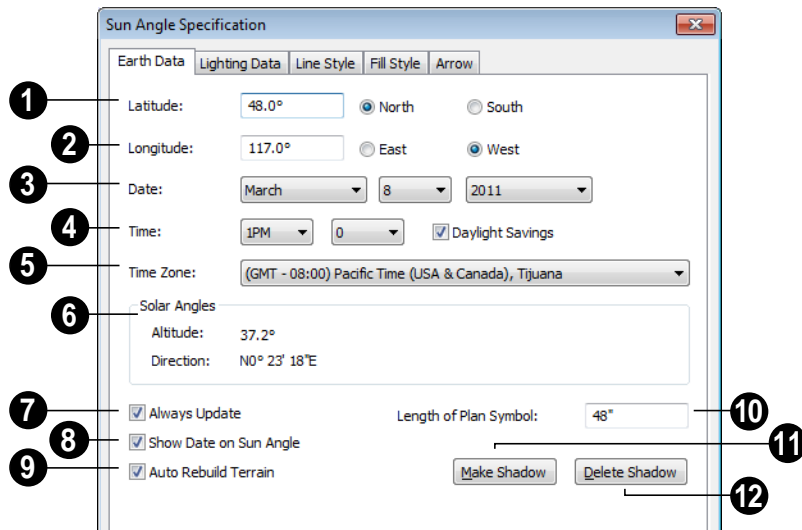 Sun Angle Specification
Earth Data Lighting Data Line Style Fill Style Arrow
1 Latitude: 48.0° North South
2 Longitude: 117.0° East West
3 Date: March 8 2011
4 Time: 1PM 0 Daylight Savings
5 Time Zone: (GMT - 08:00) Pacific Time (USA & Canada), Tijuana
6 Solar Angles
Altitude: 37.2°
Direction: N0° 23' 18"E
7 Always Update Length of Plan Symbol: 48" 10
8 Show Date on Sun Angle 11
9 Auto Rebuild Terrain Make Shadow Delete Shadow
12